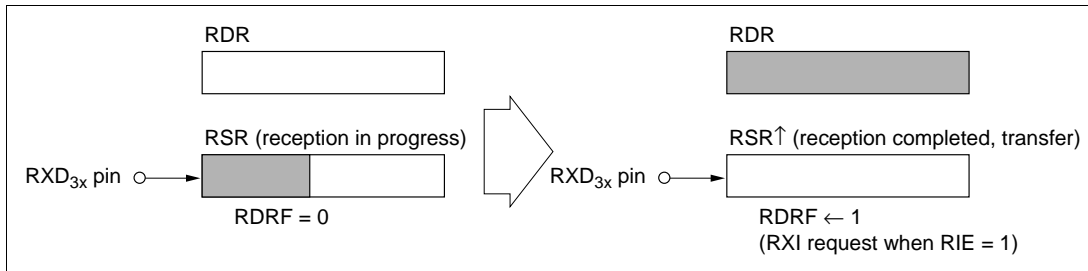 RDR
RSR (reception in progress)
RXD3x pin
RDRF = 0
RDR
RSR↑ (reception completed, transfer)
RXD3x pin
RDRF ← 1
(RXI request when RIE = 1)